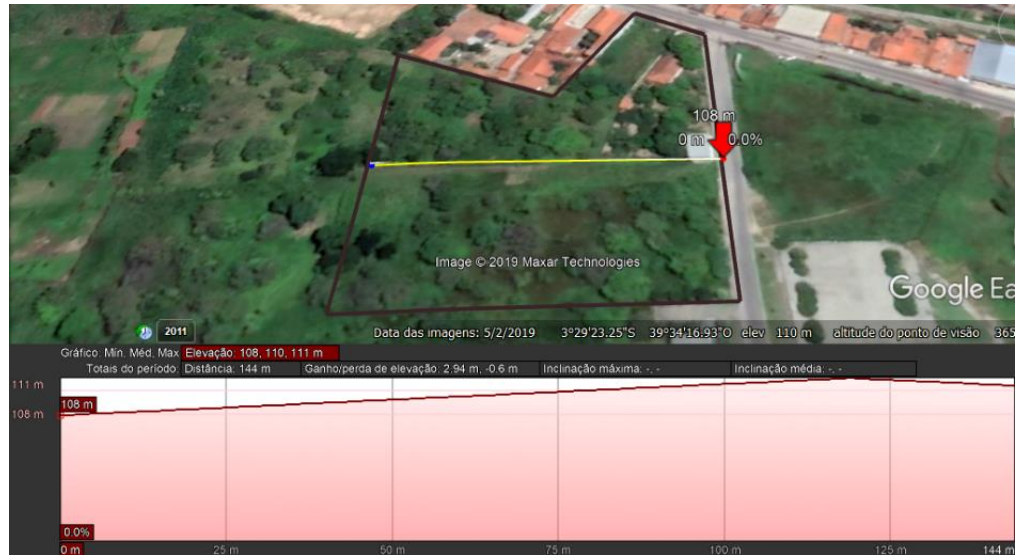 108 m
0 m 0.0%
Image © 2019 Maxar Technologies
Google Ea
2011
Data das imagens: 5/2/2019 3°29'23.25"S 39°34'16.93"O elev 110 m altitude do ponto de visão 365
Gráfico: Mín. Méd, Max Elevação: 108, 110, 111 m
Totais do período: Distância: 144 m Ganho/perda de elevação: 2.94 m, -0.6 m Inclinação máxima: -, - Inclinação média: -, -
111 m
108 m
108 m
0.0%
0 m 25 m 50 m 75 m 100 m 125 m 144 m